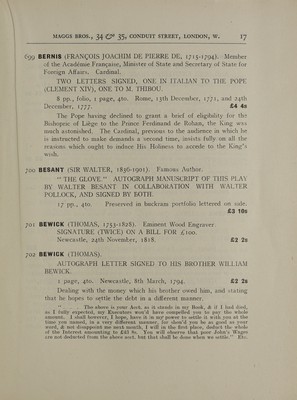 MAGGS BROS., 34 & 35, CONDUIT STREET, LONDON, W. 17
699 BERNIS (FRANÇOIS JOACHIM DE PIERRE DE, 1715-1794). Member
of the Académie Française, Minister of State and Secretary of State for
Foreign Affairs. Cardinal.
TWO LETTERS SIGNED, ONE IN ITALIAN TO THE POPE
(CLEMENT XIV), ONE TO M. THIROU.
8 pp., folio, 1 page, 4to. Rome, 13th December, 1771, and 24th
December, 1777. £4 4s
The Pope having declined to grant a brief of eligibility for the
Bishopric of Liège to the Prince Ferdinand de Rohan, the King was
much astonished. The Cardinal, previous to the audience in which he
is instructed to make demands a second time, insists fully on all the
reasons which ought to induce His Holiness to accede to the King's
wish.
700 BESANT (SIR WALTER, 1836-1901). Famous Author.
"THE GLOVE." AUTOGRAPH MANUSCRIPT OF THIS PLAY
BY WALTER BESANT IN COLLABORATION WITH WALTER
POLLOCK, AND SIGNED BY BOTH.
17 pp., 4to. Preserved in buckram portfolio lettered on side.
£3 10s
701 BEWICK (THOMAS, 1753-1828). Eminent Wood Engraver
SIGNATURE (TWICE) ON A BILL FOR £100.
Newcastle, 24th November, 1818. £2 2s
702 BEWICK (THOMAS).
AUTOGRAPH LETTER SIGNED TO HIS BROTHER WILLIAM
BEWICK.
1 page, 4to. Newcastle, 8th March, 1794. £2 2s
Dealing with the money which his brother owed him, and stating
that he hopes to settle the debt in a different manner.
" The above is your Acct, as it stands in my Book, & if I had died,
as I fully expected, my Executors wou'd have compelled you to pay the whole
amount. I shall however, I hope, have it in my power to settle it with you at the
time you named, in a very different manner, for shou'd you be as good as your
word, & not disappoint me next month, I will in the first place, deduct the whole
of the Interest amounting to £43 9s. You will observe that poor John's Wages
are not deducted from the above acct, but that shall be done when we settle." Etc.